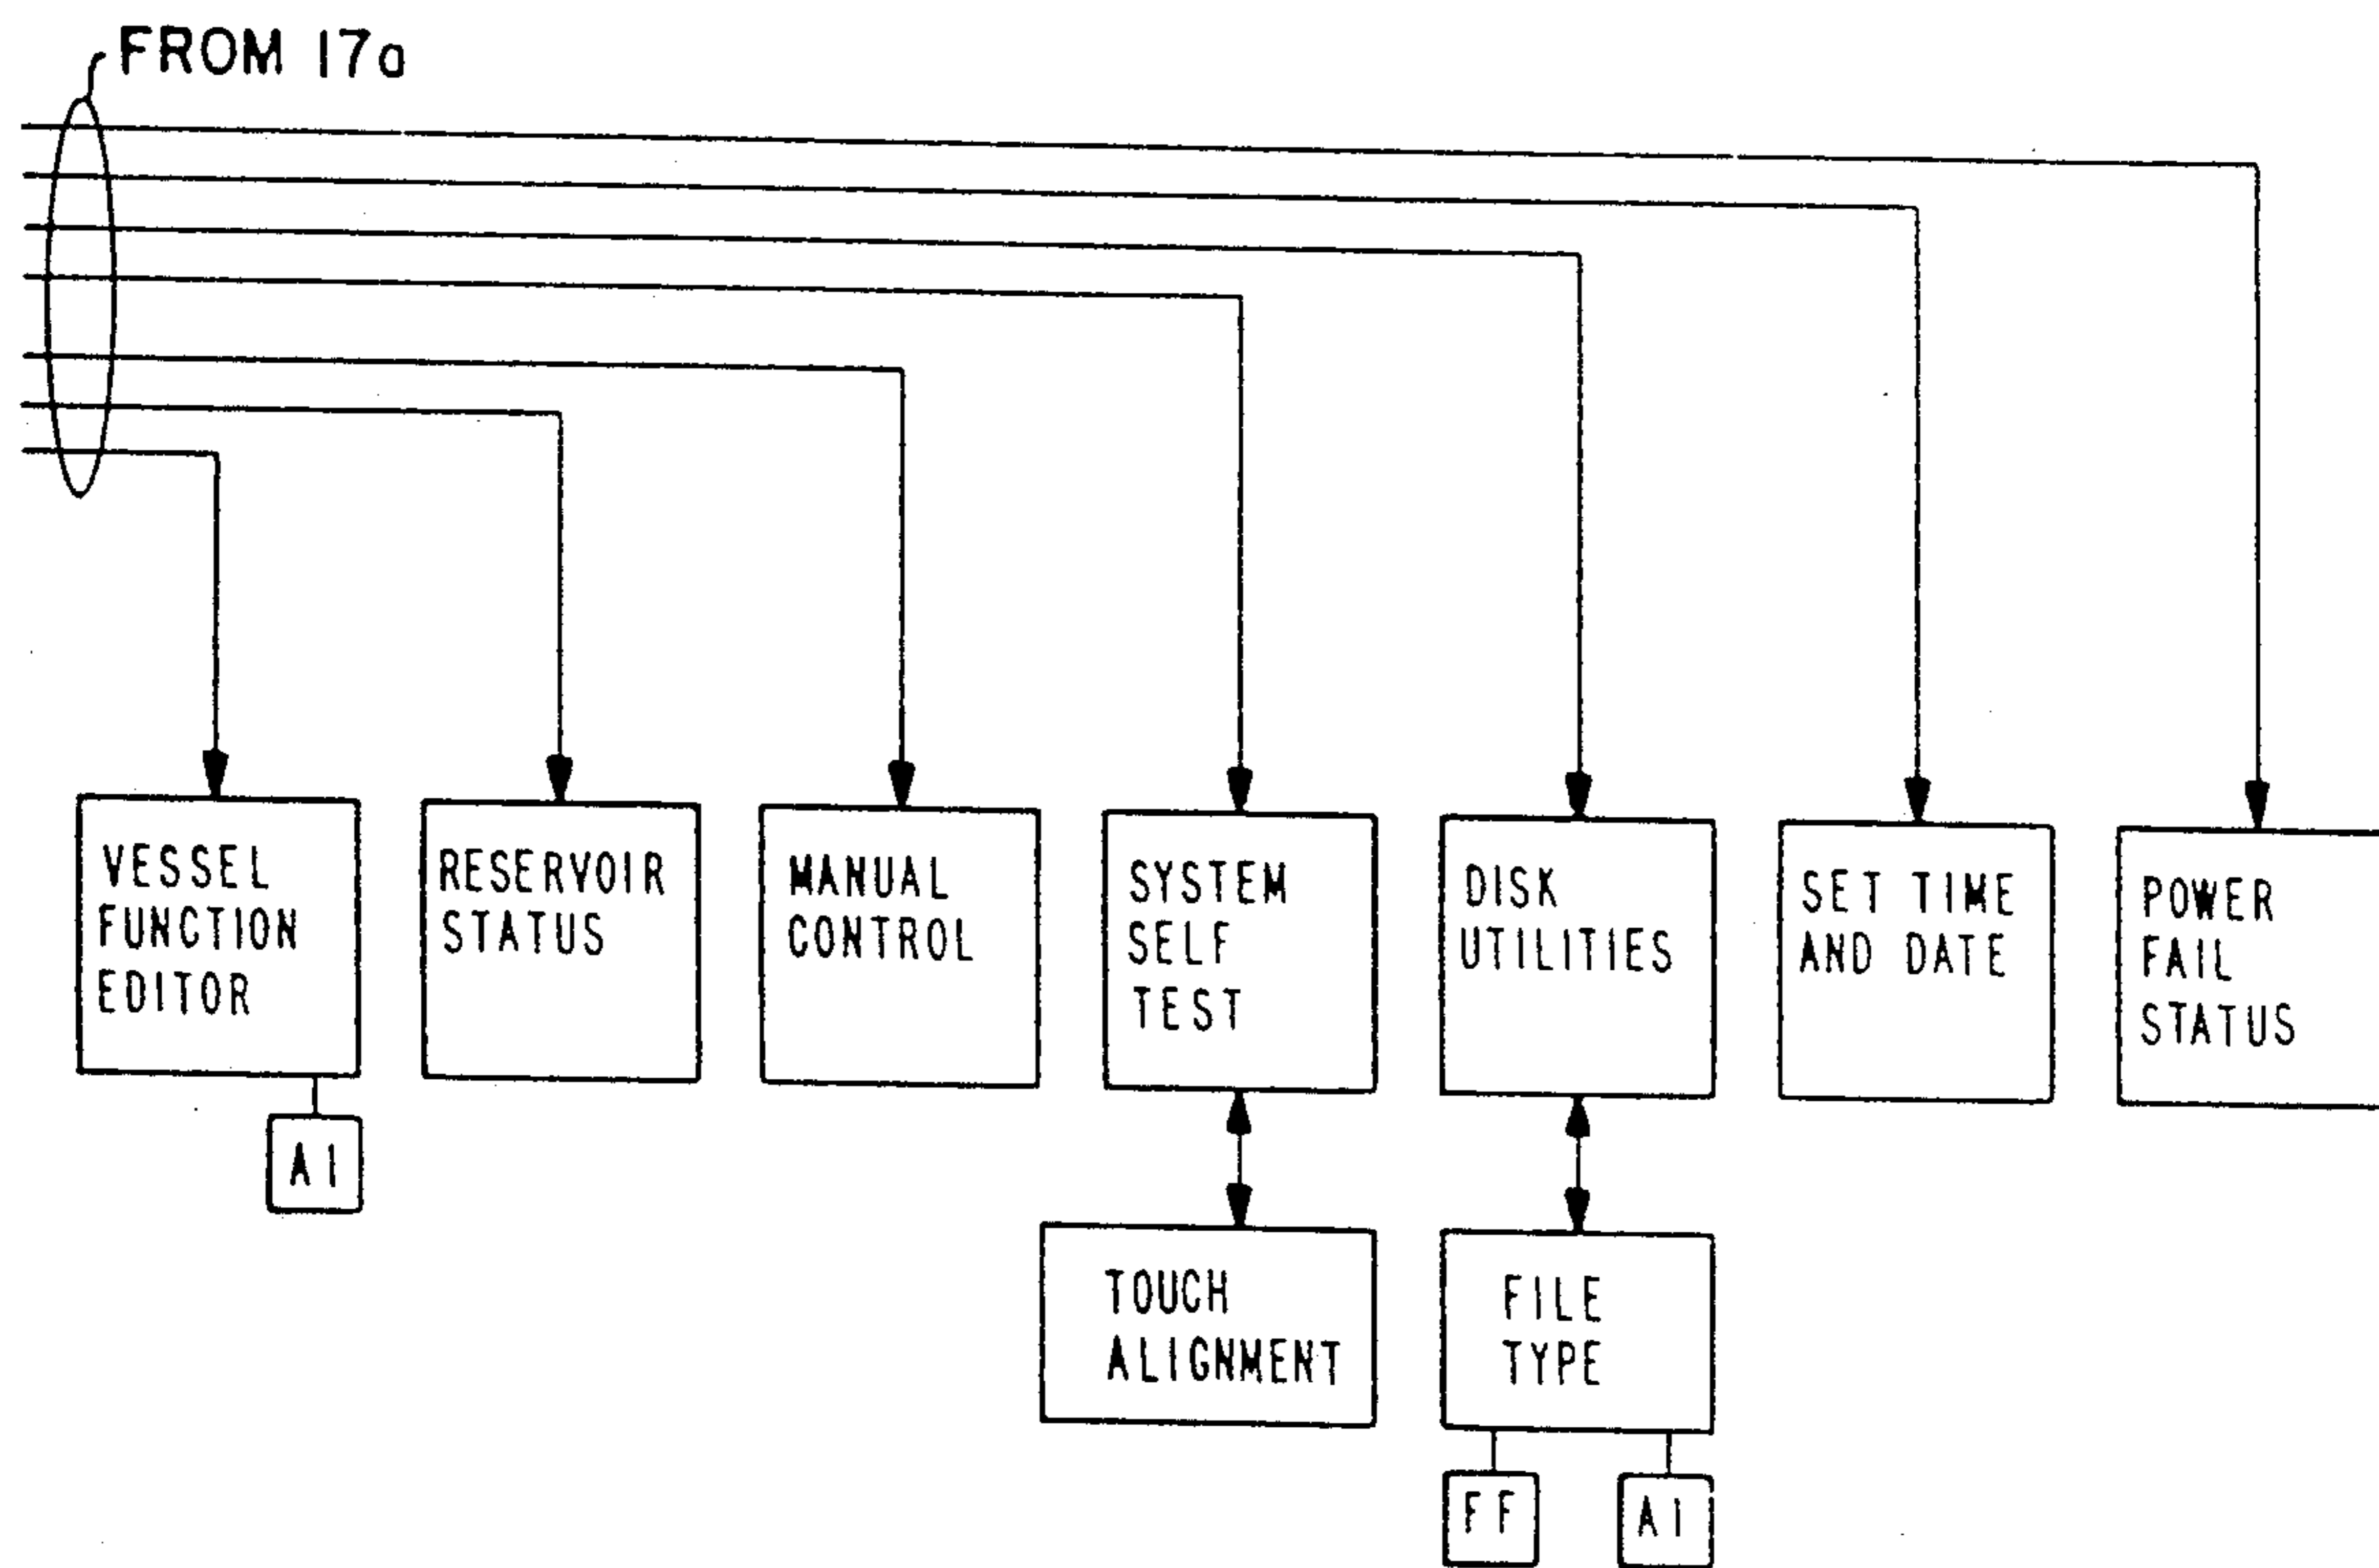 FROM 17a
VESSEL
FUNCTION
EDITOR
RESERVOIR
STATUS
MANUAL
CONTROL
SYSTEM
SELF
TEST
DISK
UTILITIES
SET TIME
AND DATE
POWER
FAIL
STATUS
A1
TOUCH
ALIGNMENT
FILE
TYPE
FF
A1